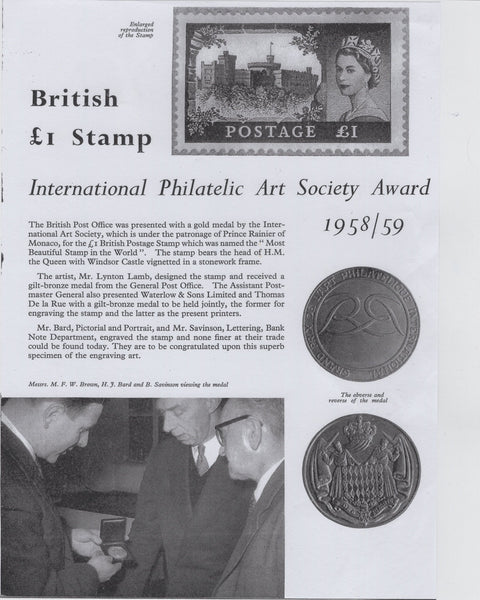 Enlarged
reproduction
of the Stamp
British
£1 Stamp
POSTAGE £1
International Philatelic Art Society Award
1958/59
The British Post Office was presented with a gold medal by the Inter-
national Art Society, which is under the patronage of Prince Rainier of
Monaco, for the £1 British Postage Stamp which was named the “ Most
Beautiful Stamp in the World ”. The stamp bears the head of H.M.
the Queen with Windsor Castle vignetted in a stonework frame.
The artist, Mr. Lynton Lamb, designed the stamp and received a
gilt-bronze medal from the General Post Office. The Assistant Post-
master General also presented Waterlow & Sons Limited and Thomas
De la Rue with a gilt-bronze medal to be held jointly, the former for
engraving the stamp and the latter as the present printers.
Mr. Bard, Pictorial and Portrait, and Mr. Savinson, Lettering, Bank
Note Department, engraved the stamp and none finer at their trade
could be found today. They are to be congratulated upon this superb
specimen of the engraving art.
Messrs. M. F. W. Brown, H. J. Bard and B. Savinson viewing the medal
The obverse and
reverse of the medal